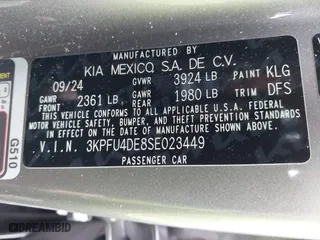 MANUFACTURED BY
KIA MEXICO, S.A. DE C.V.
09/24 GVWR 3924 LB PAINT KLG
GAWR FRONT 2361 LB GAWR REAR 1980 LB TRIM DFS
THIS VEHICLE CONFORMS TO ALL APPLICABLE U.S.A. FEDERAL
MOTOR VEHICLE SAFETY, BUMPER, AND THEFT PREVENTION STANDARDS
IN EFFECT ON THE DATE OF MANUFACTURE SHOWN ABOVE.
V.I.N. 3KPFU4DE8SE023449
PASSENGER CAR
G510
DREAMBID